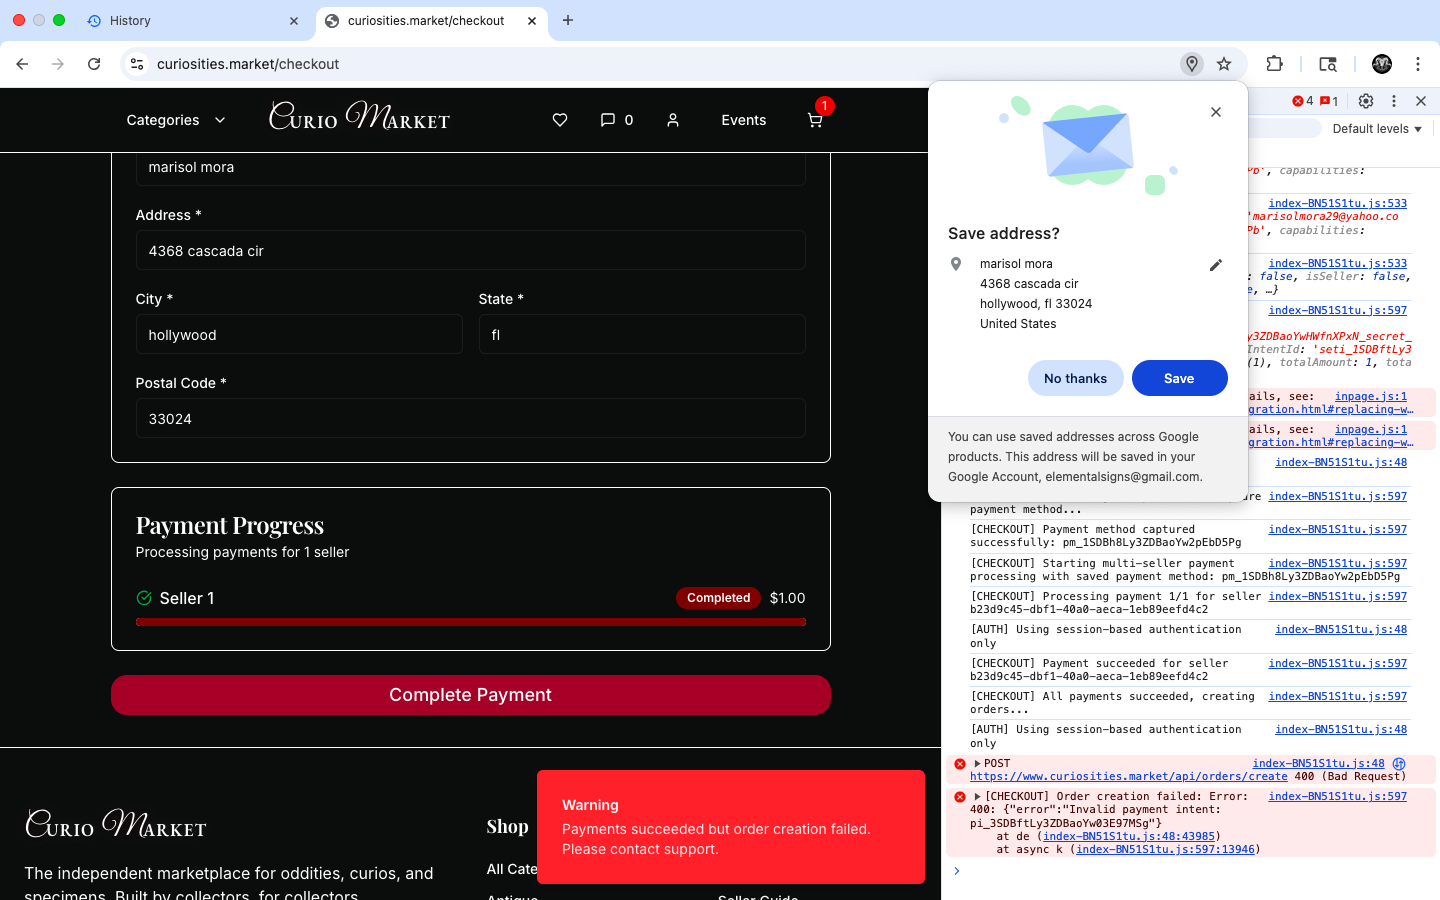 History
curiosities.market/checkout
curiosities.market/checkout
Categories
Curio Market
0
Events
1
marisol mora
Address *
4368 cascada cir
City *
State *
hollywood
fl
Postal Code *
33024
Payment Progress
Processing payments for 1 seller
Seller 1
Completed
$1.00
Complete Payment
Curio Market
The independent marketplace for oddities, curios, and
specimens. Built by collectors, for collectors.
Shop
All Cate
Antique
Seller Guide
Warning
Payments succeeded but order creation failed.
Please contact support.
Save address?
marisol mora
4368 cascada cir
hollywood, fl 33024
United States
No thanks
Save
You can use saved addresses across Google
products. This address will be saved in your
Google Account, elementalsigns@gmail.com.
4
1
Default levels
Pb', capabilities:
index-BN51S1tu.js:533
'marisolmora29@yahoo.co
Pb', capabilities:
index-BN51S1tu.js:533
: false, isSeller: false,
e, …}
index-BN51S1tu.js:597
y3ZDBaoYwHWfnXPxN_secret_
IntentId: 'seti_1SDBftLy3
(1), totalAmount: 1, tota
ails, see: inpage.js:1
gration.html#replacing-w…
ails, see: inpage.js:1
gration.html#replacing-w…
index-BN51S1tu.js:48
ure index-BN51S1tu.js:597
payment method...
[CHECKOUT] Payment method captured index-BN51S1tu.js:597
successfully: pm_1SDBh8Ly3ZDBaoYw2pEbD5Pg
[CHECKOUT] Starting multi-seller payment index-BN51S1tu.js:597
processing with saved payment method: pm_1SDBh8Ly3ZDBaoYw2pEbD5Pg
[CHECKOUT] Processing payment 1/1 for seller index-BN51S1tu.js:597
b23d9c45-dbf1-40a0-aeca-1eb89eefd4c2
[AUTH] Using session-based authentication index-BN51S1tu.js:48
only
[CHECKOUT] Payment succeeded for seller index-BN51S1tu.js:597
b23d9c45-dbf1-40a0-aeca-1eb89eefd4c2
[CHECKOUT] All payments succeeded, creating index-BN51S1tu.js:597
orders...
[AUTH] Using session-based authentication index-BN51S1tu.js:48
only
POST index-BN51S1tu.js:48
https://www.curiosities.market/api/orders/create 400 (Bad Request)
[CHECKOUT] Order creation failed: Error: index-BN51S1tu.js:597
400: {"error":"Invalid payment intent:
pi_3SDBftLy3ZDBaoYw03E97MSg"}
at de (index-BN51S1tu.js:48:43985)
at async k (index-BN51S1tu.js:597:13946)